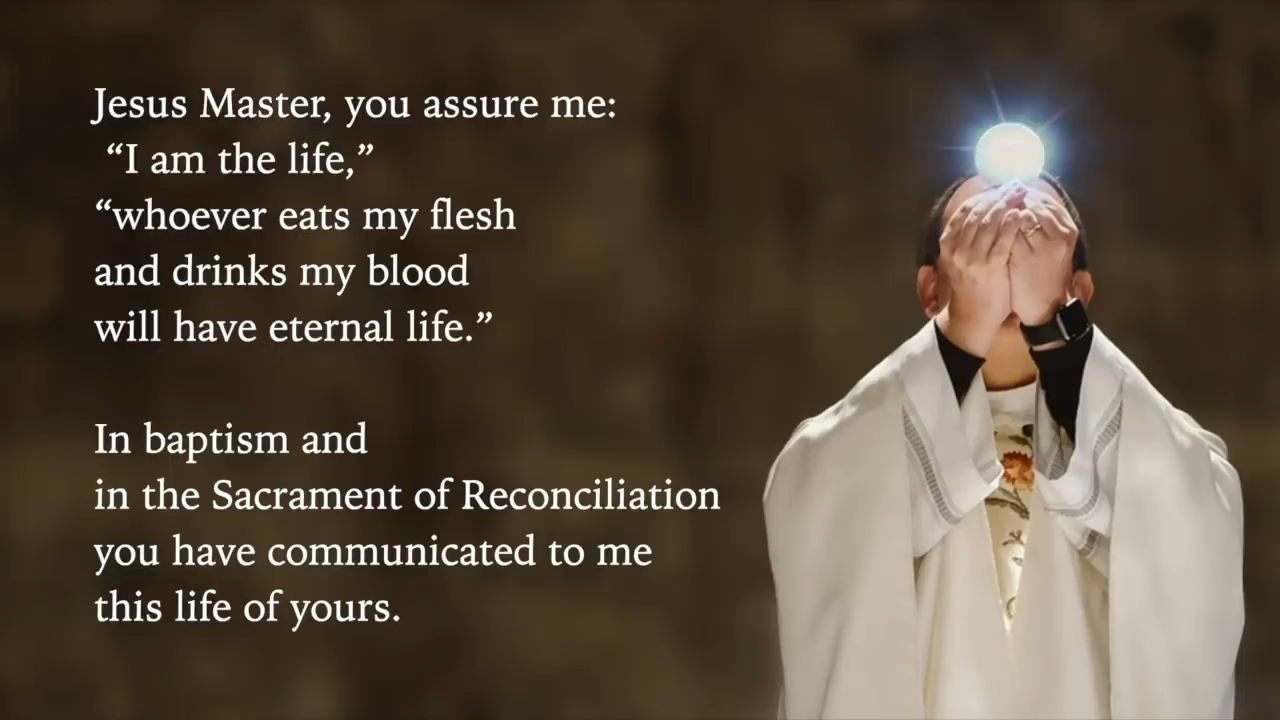 Jesus Master, you assure me:
“I am the life,”
“whoever eats my flesh
and drinks my blood
will have eternal life.”
In baptism and
in the Sacrament of Reconciliation
you have communicated to me
this life of yours.